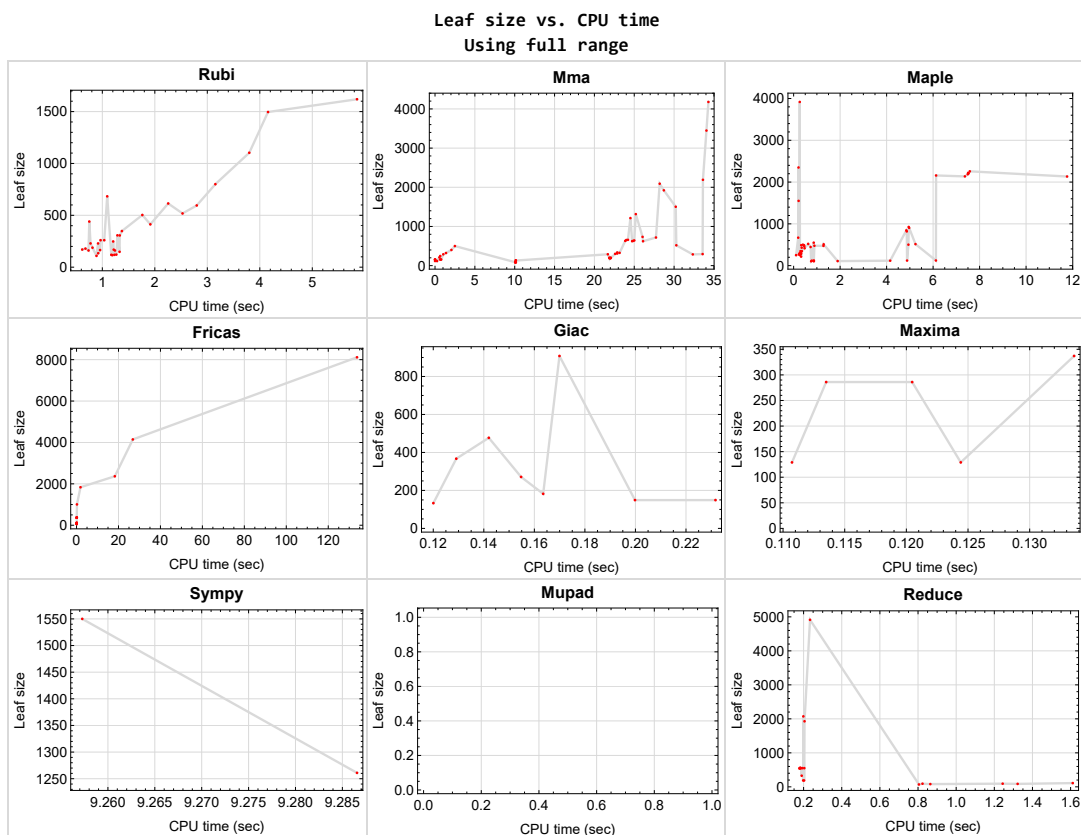 Leaf size vs. CPU time
Using full range
Rubi
Leaf size
1500
1000
500
0
1 2 3 4 5
CPU time (sec)
Mma
Leaf size
4000
3000
2000
1000
0
0 5 10 15 20 25 30 35
CPU time (sec)
Maple
Leaf size
4000
3000
2000
1000
0
0 2 4 6 8 10 12
CPU time (sec)
Fricas
Leaf size
8000
6000
4000
2000
0
0 20 40 60 80 100 120
CPU time (sec)
Giac
Leaf size
800
600
400
200
0
0.12 0.14 0.16 0.18 0.20 0.22
CPU time (sec)
Maxima
Leaf size
350
300
250
200
150
100
50
0
0.110 0.115 0.120 0.125 0.130
CPU time (sec)
Sympy
Leaf size
1550
1500
1450
1400
1350
1300
1250
9.260 9.265 9.270 9.275 9.280 9.285
CPU time (sec)
Mupad
Leaf size
1.0
0.8
0.6
0.4
0.2
0.0
0.0 0.2 0.4 0.6 0.8 1.0
CPU time (sec)
Reduce
Leaf size
5000
4000
3000
2000
1000
0
0.2 0.4 0.6 0.8 1.0 1.2 1.4 1.6
CPU time (sec)